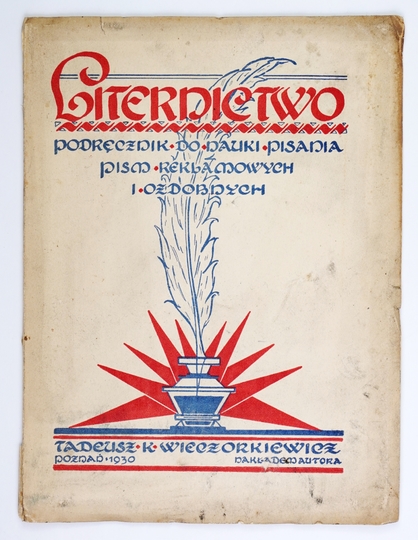 LITERNICTWO
PODRĘCZNIK·DO·NAUKI·PISANIA
PISM·REKLAMOWYCH
I·OZDOBNYCH
TADEUSZ·K·WIECZORKIEWICZ
POZNAŃ·1930 NAKŁADEM AUTORA